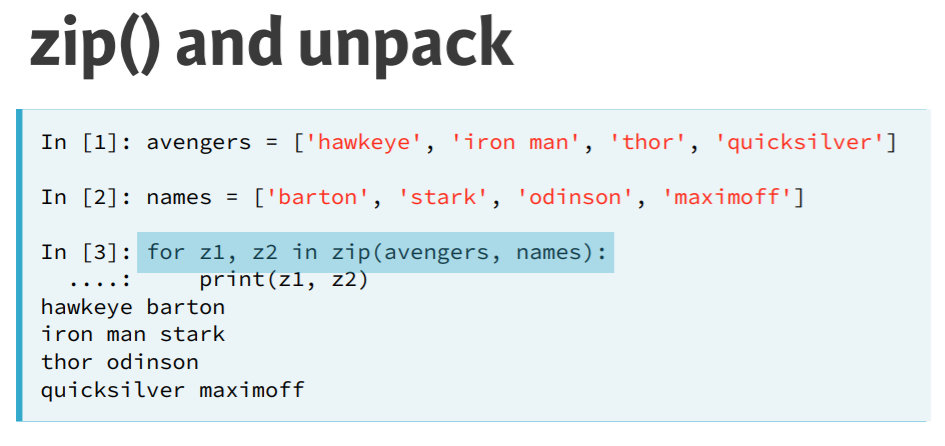 zip() and unpack
In [1]: avengers = ['hawkeye', 'iron man', 'thor', 'quicksilver']
In [2]: names = ['barton', 'stark', 'odinson', 'maximoff']
In [3]: for z1, z2 in zip(avengers, names):
....:     print(z1, z2)
hawkeye barton
iron man stark
thor odinson
quicksilver maximoff